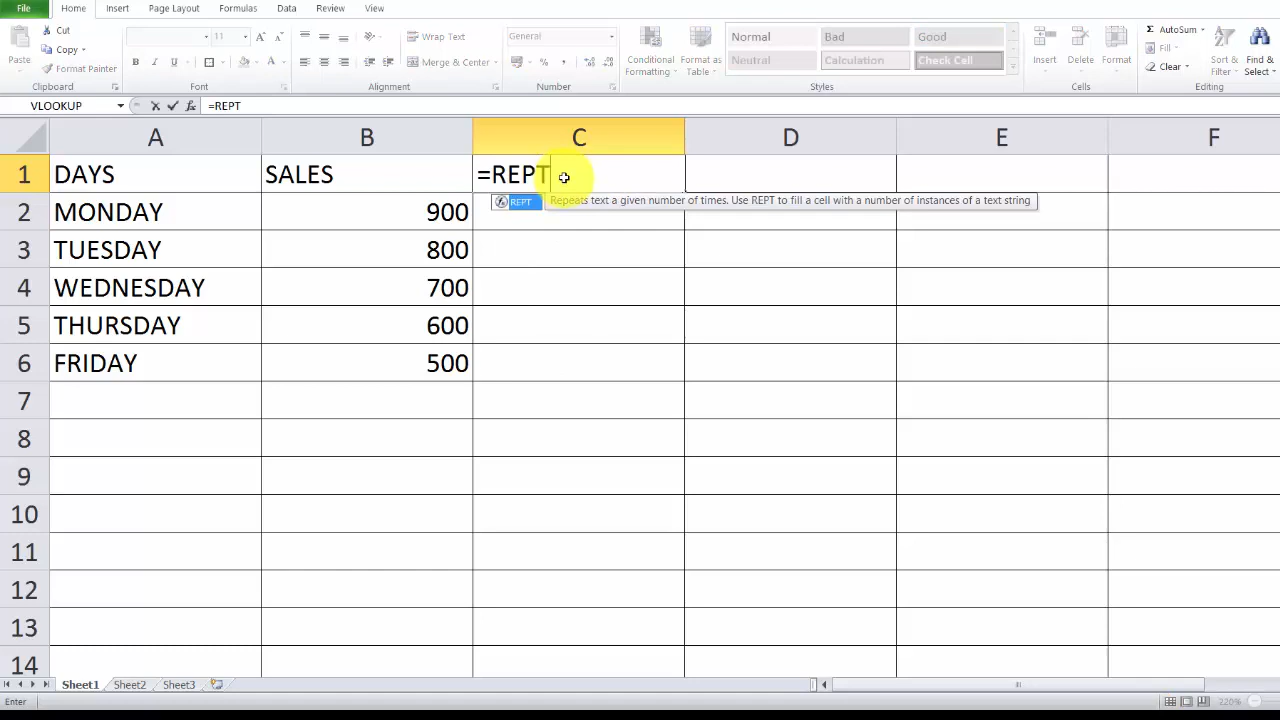 File Home Insert Page Layout Formulas Data Review View
Paste
Cut
Copy
Format Painter
Clipboard
11 A A
B I U A
Font
Wrap Text
Merge & Center
Alignment
General
% ,
Number
Conditional Formatting
Format as Table
Normal Bad Good
Neutral Calculation Check Cell
Styles
Insert Delete Format
Cells
Σ AutoSum
Fill
Clear
Sort & Filter
Find & Select
Editing
VLOOKUP fx =REPT
A B C D E F
1 DAYS SALES =REPT
REPT Repeats text a given number of times. Use REPT to fill a cell with a number of instances of a text string
2 MONDAY 900
3 TUESDAY 800
4 WEDNESDAY 700
5 THURSDAY 600
6 FRIDAY 500
7
8
9
10
11
12
13
14
Sheet1 Sheet2 Sheet3
Enter 220%